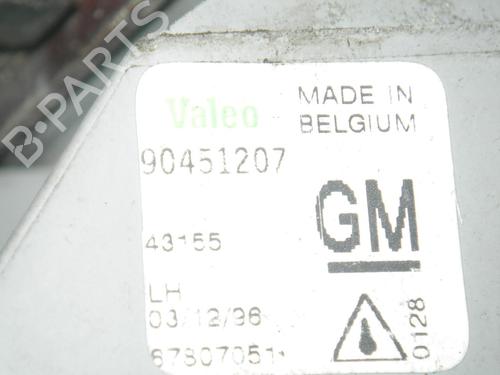 B-PARTS
Valeo
MADE IN
BELGIUM
90451207
GM
43155
LH
03/12/96
67807051
0128